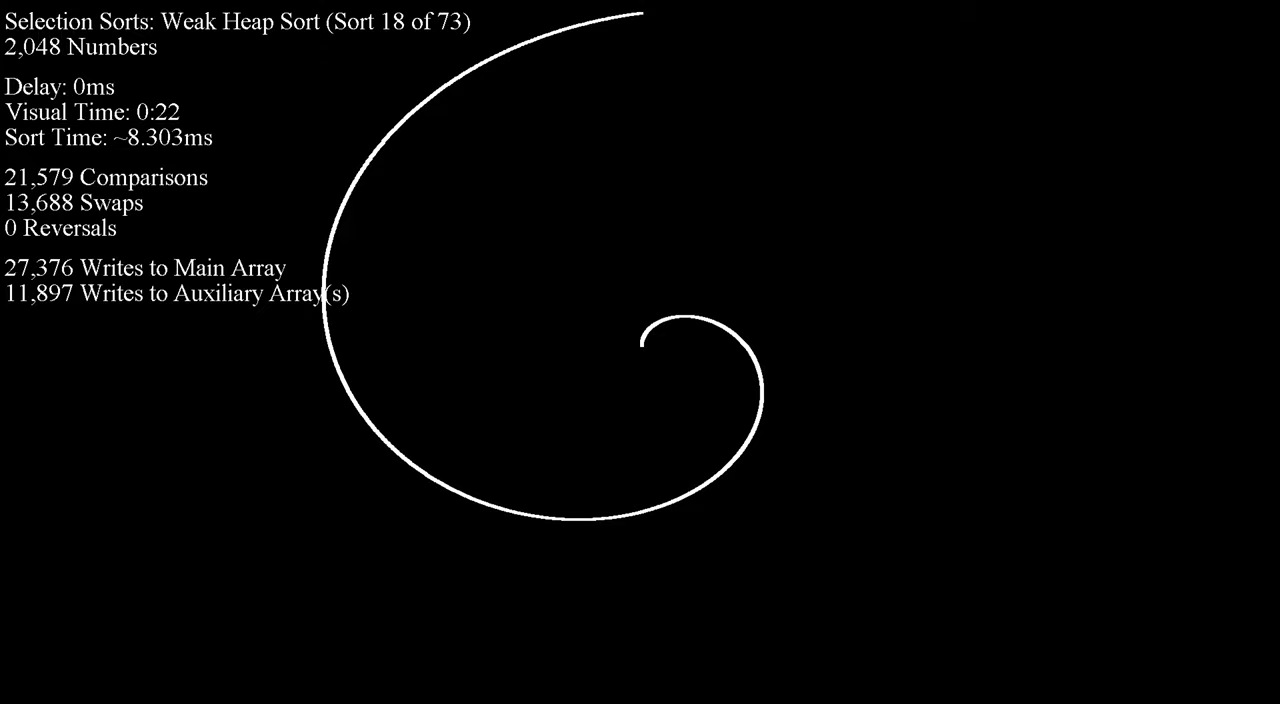 Selection Sorts: Weak Heap Sort (Sort 18 of 73)
2,048 Numbers
Delay: 0ms
Visual Time: 0:22
Sort Time: ~8.303ms
21,579 Comparisons
13,688 Swaps
0 Reversals
27,376 Writes to Main Array
11,897 Writes to Auxiliary Array(s)